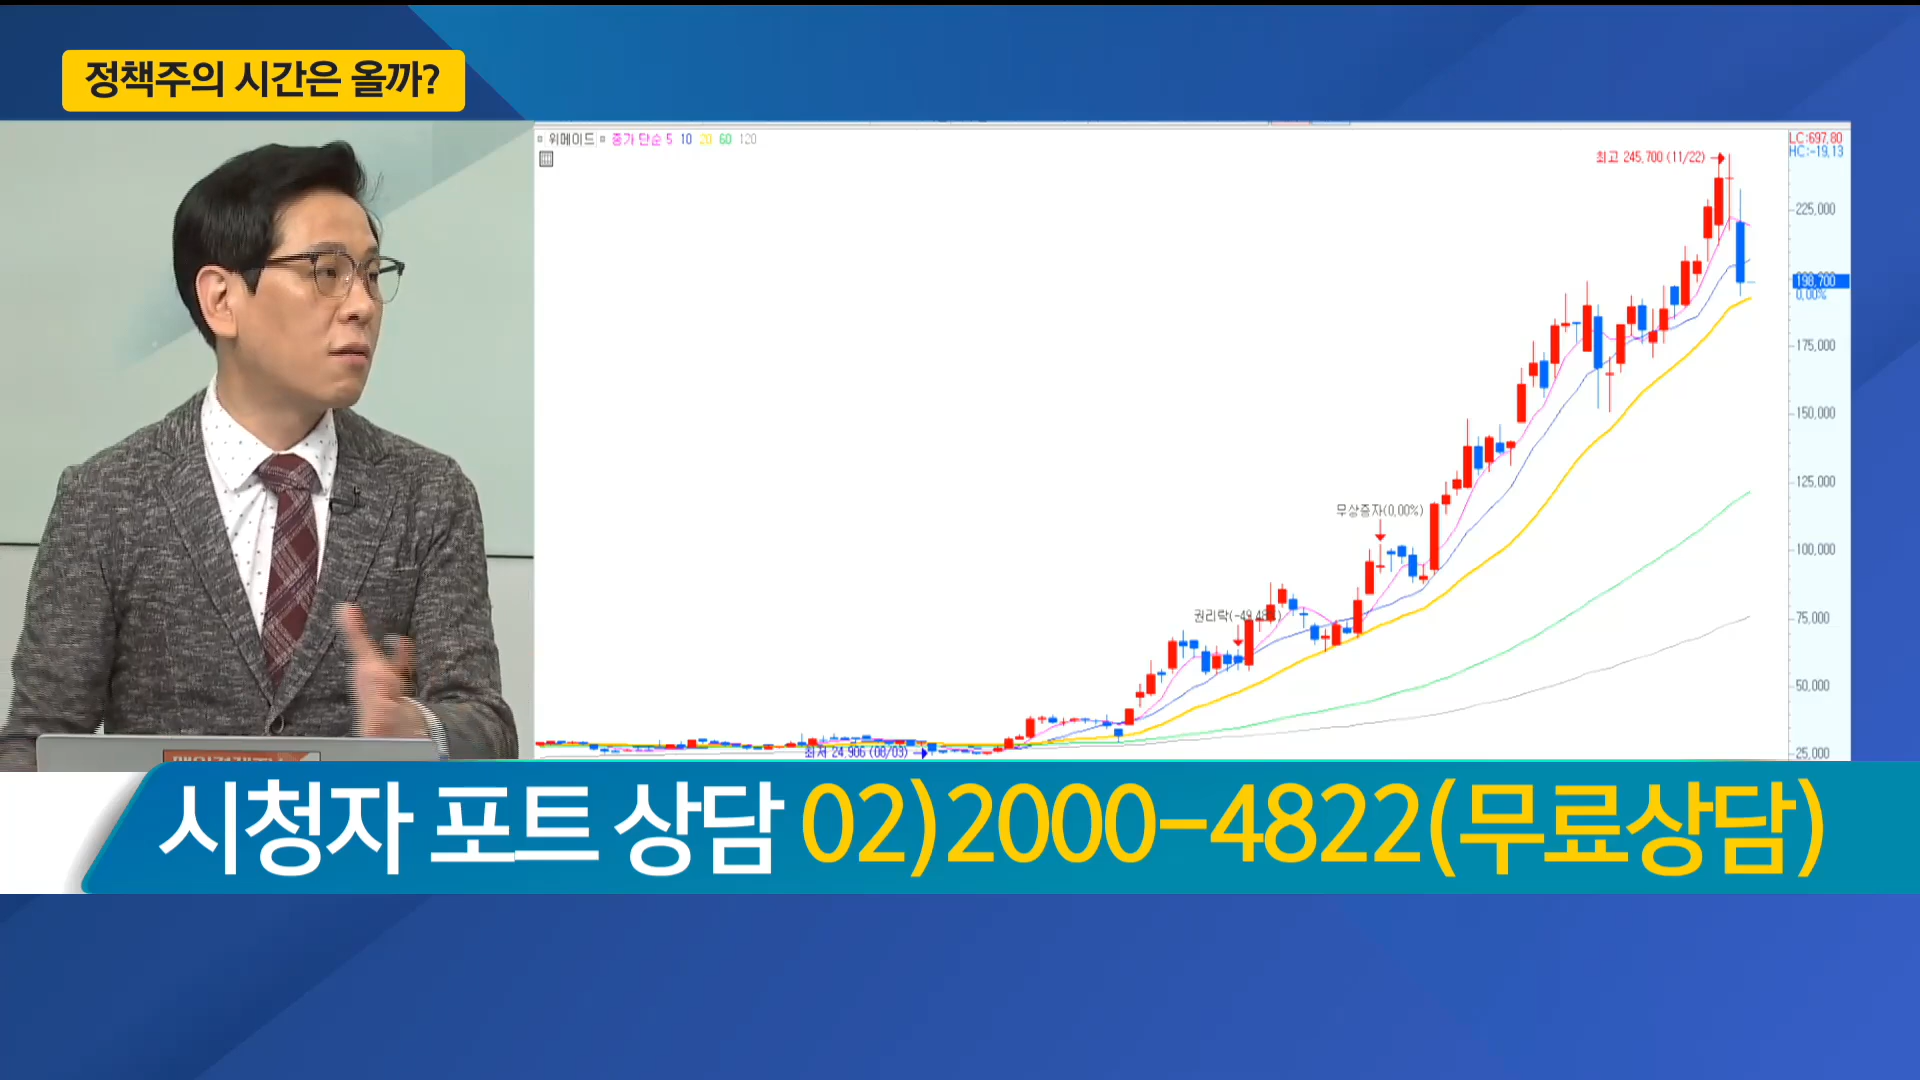 정책주의 시간은 올까?
위메이드 종가 단순 5 10 20 60 120
LC:697.80
HC:-19.13
최고 245,700 (11/22)
225,000
198,700
0.00%
175,000
150,000
125,000
무상증자(0.00%)
100,000
권리락(-49.48%)
75,000
50,000
최저 24,906 (08/03)
25,000
시청자 포트 상담 02)2000-4822(무료상담)